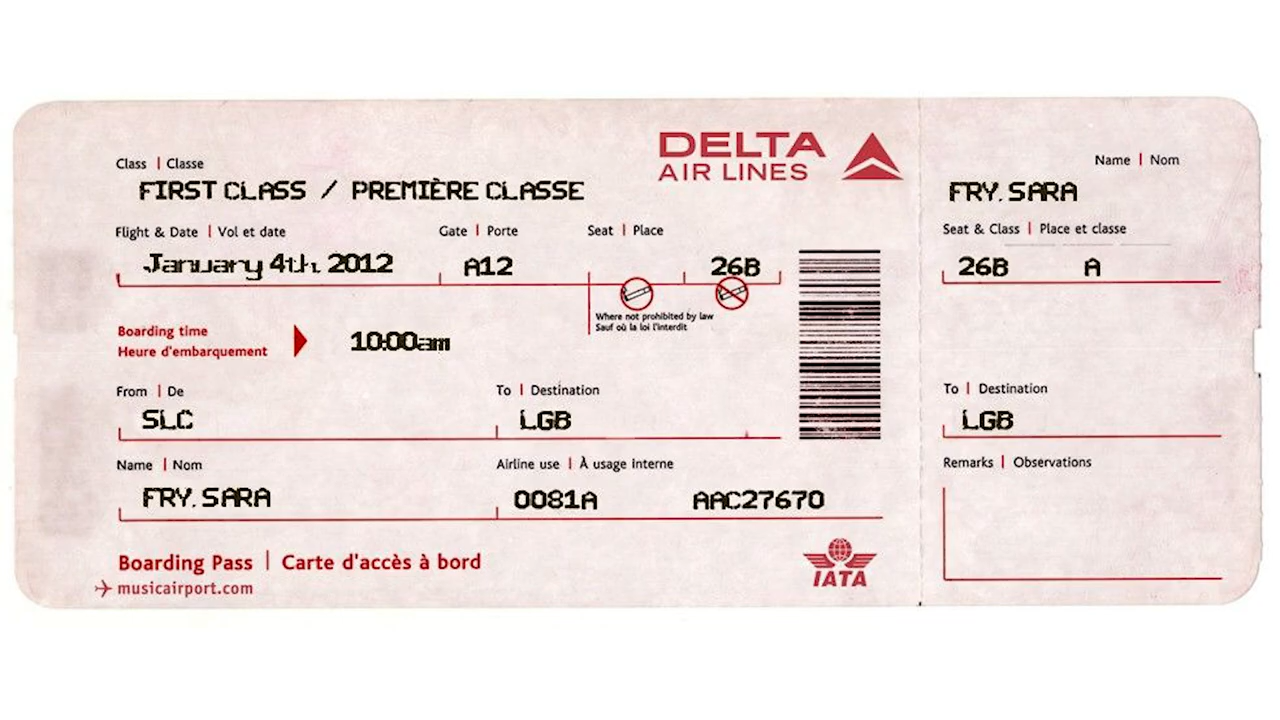 DELTA
AIR LINES
Class | Classe
FIRST CLASS / PREMIÈRE CLASSE
Flight & Date | Vol et date
Gate | Porte
Seat | Place
January 4th 2012
A12
26B
Where not prohibited by law
Sauf où la loi l'interdit
Boarding time
Heure d'embarquement
10:00am
From | De
To | Destination
SLC
LGB
Name | Nom
Airline use | À usage interne
FRY. SARA
0081A
AAC27670
Boarding Pass | Carte d'accès à bord
musicairport.com
IATA
Name | Nom
FRY. SARA
Seat & Class | Place et classe
26B
A
To | Destination
LGB
Remarks | Observations